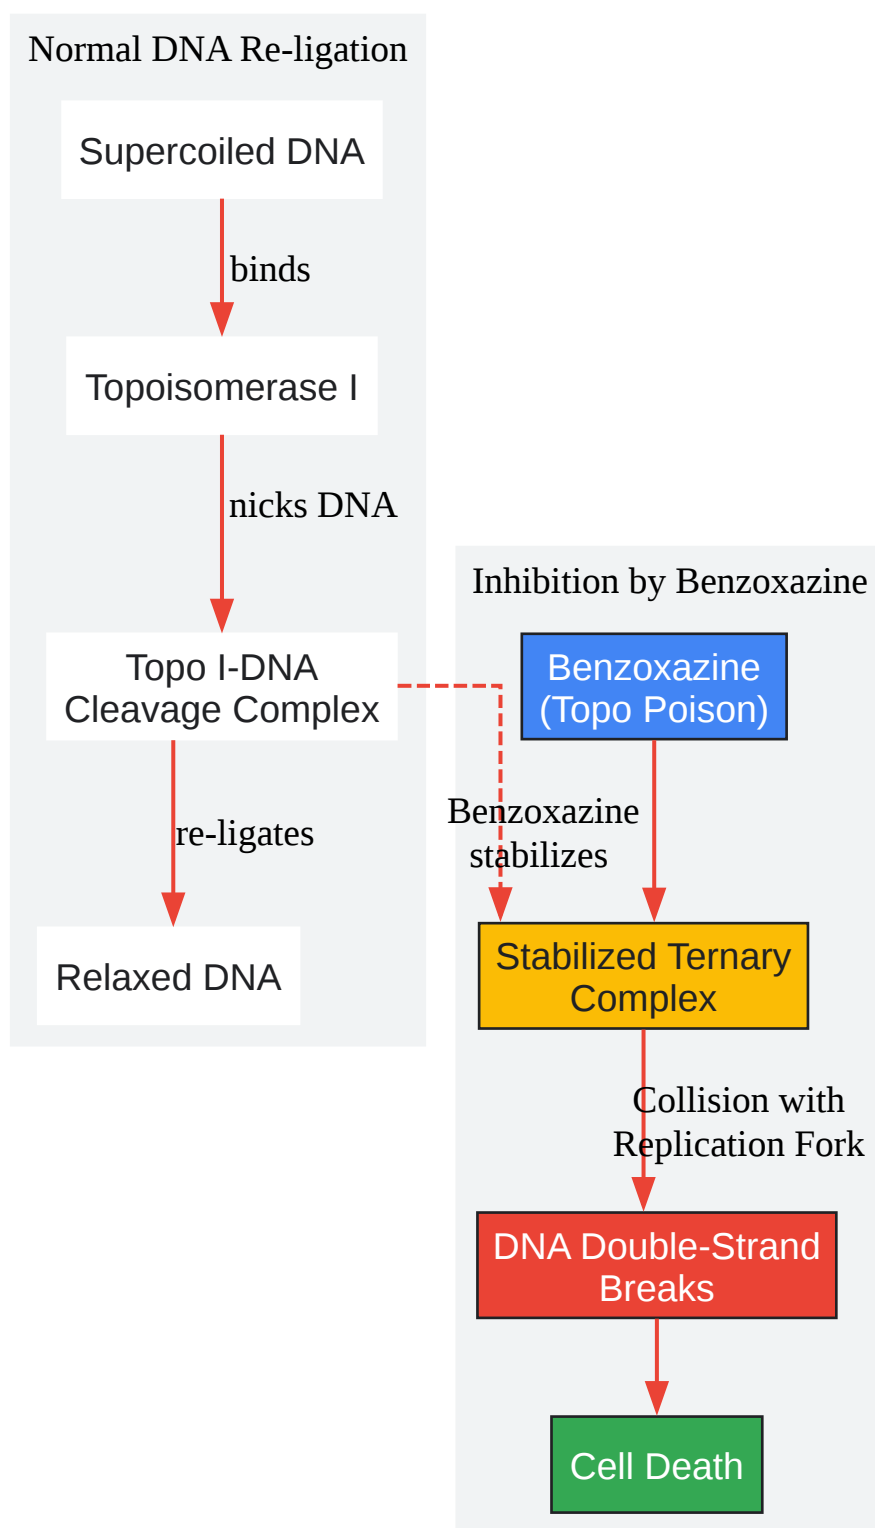 Normal DNA Re-ligation
Supercoiled DNA
binds
Topoisomerase I
nicks DNA
Topo I-DNA
Cleavage Complex
re-ligates
Relaxed DNA
Inhibition by Benzoxazine
Benzoxazine
(Topo Poison)
Benzoxazine
stabilizes
Stabilized Ternary
Complex
Collision with
Replication Fork
DNA Double-Strand
Breaks
Cell Death